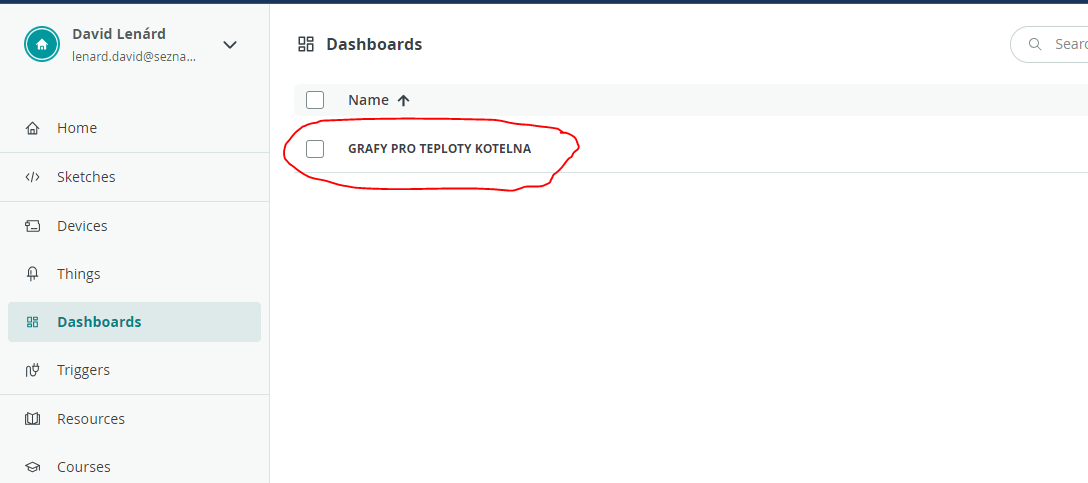 David Lenárd
lenard.david@sezna...
Home
Sketches
Devices
Things
Dashboards
Triggers
Resources
Courses
Dashboards
Searc
Name
GRAFY PRO TEPLOTY KOTELNA